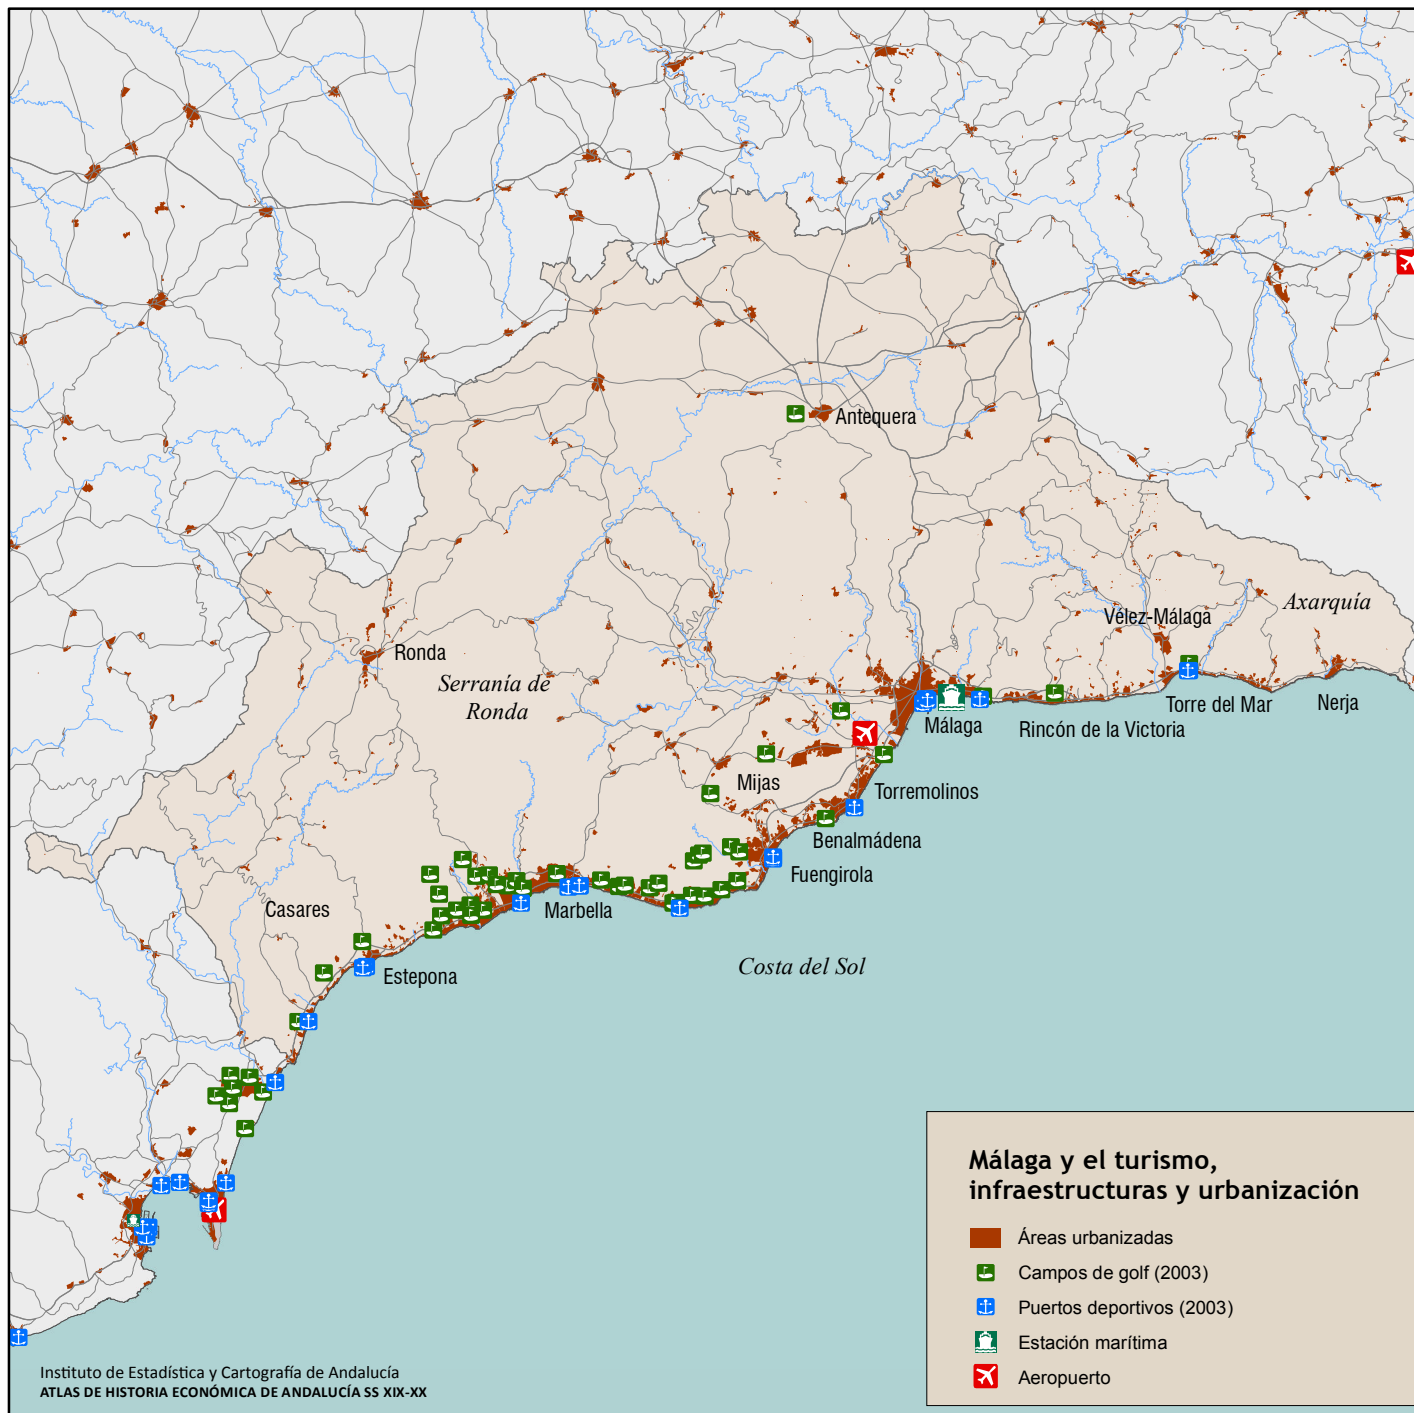 Antequera
Axarquía
Vélez-Málaga
Ronda
Serranía de
Ronda
Torre del Mar
Nerja
Málaga
Rincón de la Victoria
Mijas
Torremolinos
Benalmádena
Fuengirola
Casares
Marbella
Estepona
Costa del Sol
Málaga y el turismo,
infraestructuras y urbanización
Áreas urbanizadas
Campos de golf (2003)
Puertos deportivos (2003)
Estación marítima
Aeropuerto
Instituto de Estadística y Cartografía de Andalucía
ATLAS DE HISTORIA ECONÓMICA DE ANDALUCÍA SS XIX-XX